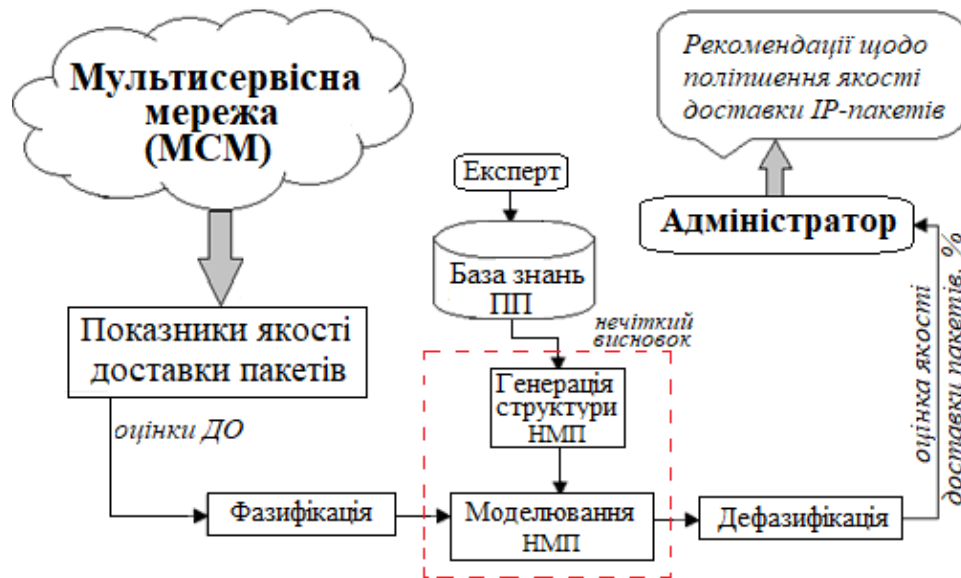 Мультисервісна
мережа
(МСМ)
Рекомендації щодо
поліпшення якості
доставки IP-пакетів
Експерт
Адміністратор
База знань
ПП
Показники якості
доставки пакетів
нечіткий
висновок
Генерація
структури
НМП
оцінки ДО
оцінка якості
доставки пакетів, %
Фазифікація
Моделювання
НМП
Дефазифікація